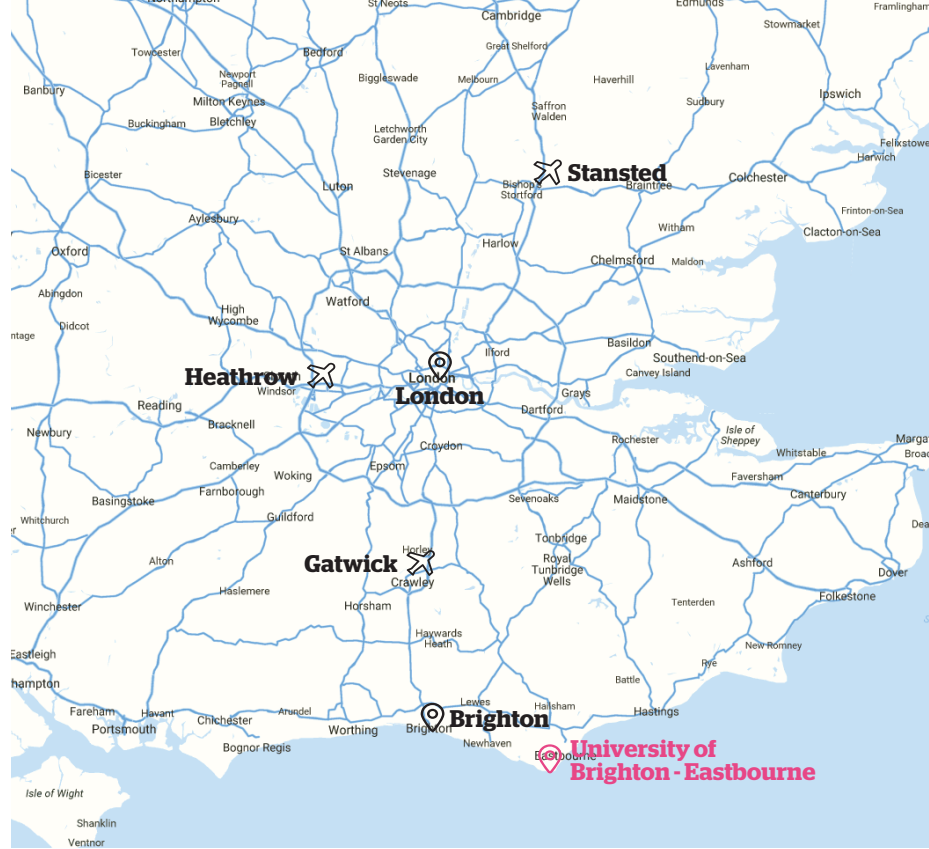 Northampton
St Neots
Edmunds
Framlingham
Cambridge
Stowmarket
Great Shelford
Towcester
Bedford
Newport
Pagnell
Biggleswade
Melbourn
Haverhill
Lavenham
Banbury
Milton Keynes
Sudbury
Ipswich
Saffron
Walden
Buckingham
Bletchley
Letchworth
Garden City
Felixstowe
Harwich
Bicester
Luton
Stevenage
Stansted
Bishop's
Stortford
Braintree
Colchester
Aylesbury
Frinton-on-Sea
Witham
Clacton-on-Sea
Oxford
St Albans
Harlow
Chelmsford
Maldon
Abingdon
Watford
High
Wycombe
Didcot
ntage
Basildon
Ilford
Southend-on-Sea
Canvey Island
Heathrow
London
London
Windsor
Grays
Reading
Dartford
Bracknell
Newbury
Croydon
Rochester
Isle of
Sheppey
Margat
Whitstable
Broad
Camberley
Epsom
Woking
Faversham
Farnborough
Canterbury
Basingstoke
Sevenoaks
Maidstone
Guildford
Whitchurch
Dea
er
Tonbridge
Horley
Gatwick
Alton
Royal
Tunbridge
Wells
Ashford
Dover
Crawley
Haslemere
Folkestone
Winchester
Horsham
Tenterden
Haywards
Heath
New Romney
Eastleigh
Rye
Battle
hampton
Lewes
Hailsham
Fareham
Havant
Arundel
Hastings
Chichester
Brighton
Portsmouth
Worthing
Brighton
Newhaven
Bognor Regis
Eastbourne
University of
Brighton - Eastbourne
Isle of Wight
Shanklin
Ventnor